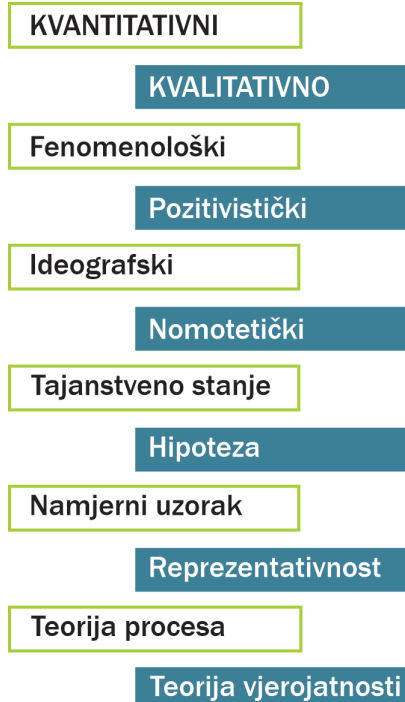 KVANTITATIVNI
KVALITATIVNO
Fenomenološki
Pozitivistički
Ideografski
Nomotetički
Tajanstveno stanje
Hipoteza
Namjerni uzorak
Reprezentativnost
Teorija procesa
Teorija vjerojatnosti